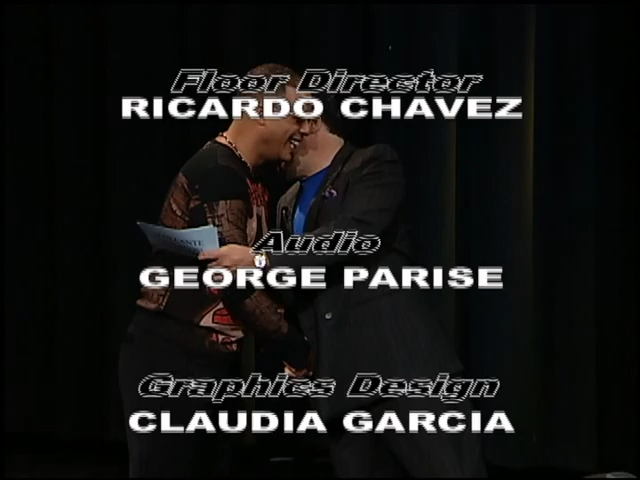 Floor Director
RICARDO CHAVEZ
Audio
GEORGE PARISE
Graphics Design
CLAUDIA GARCIA